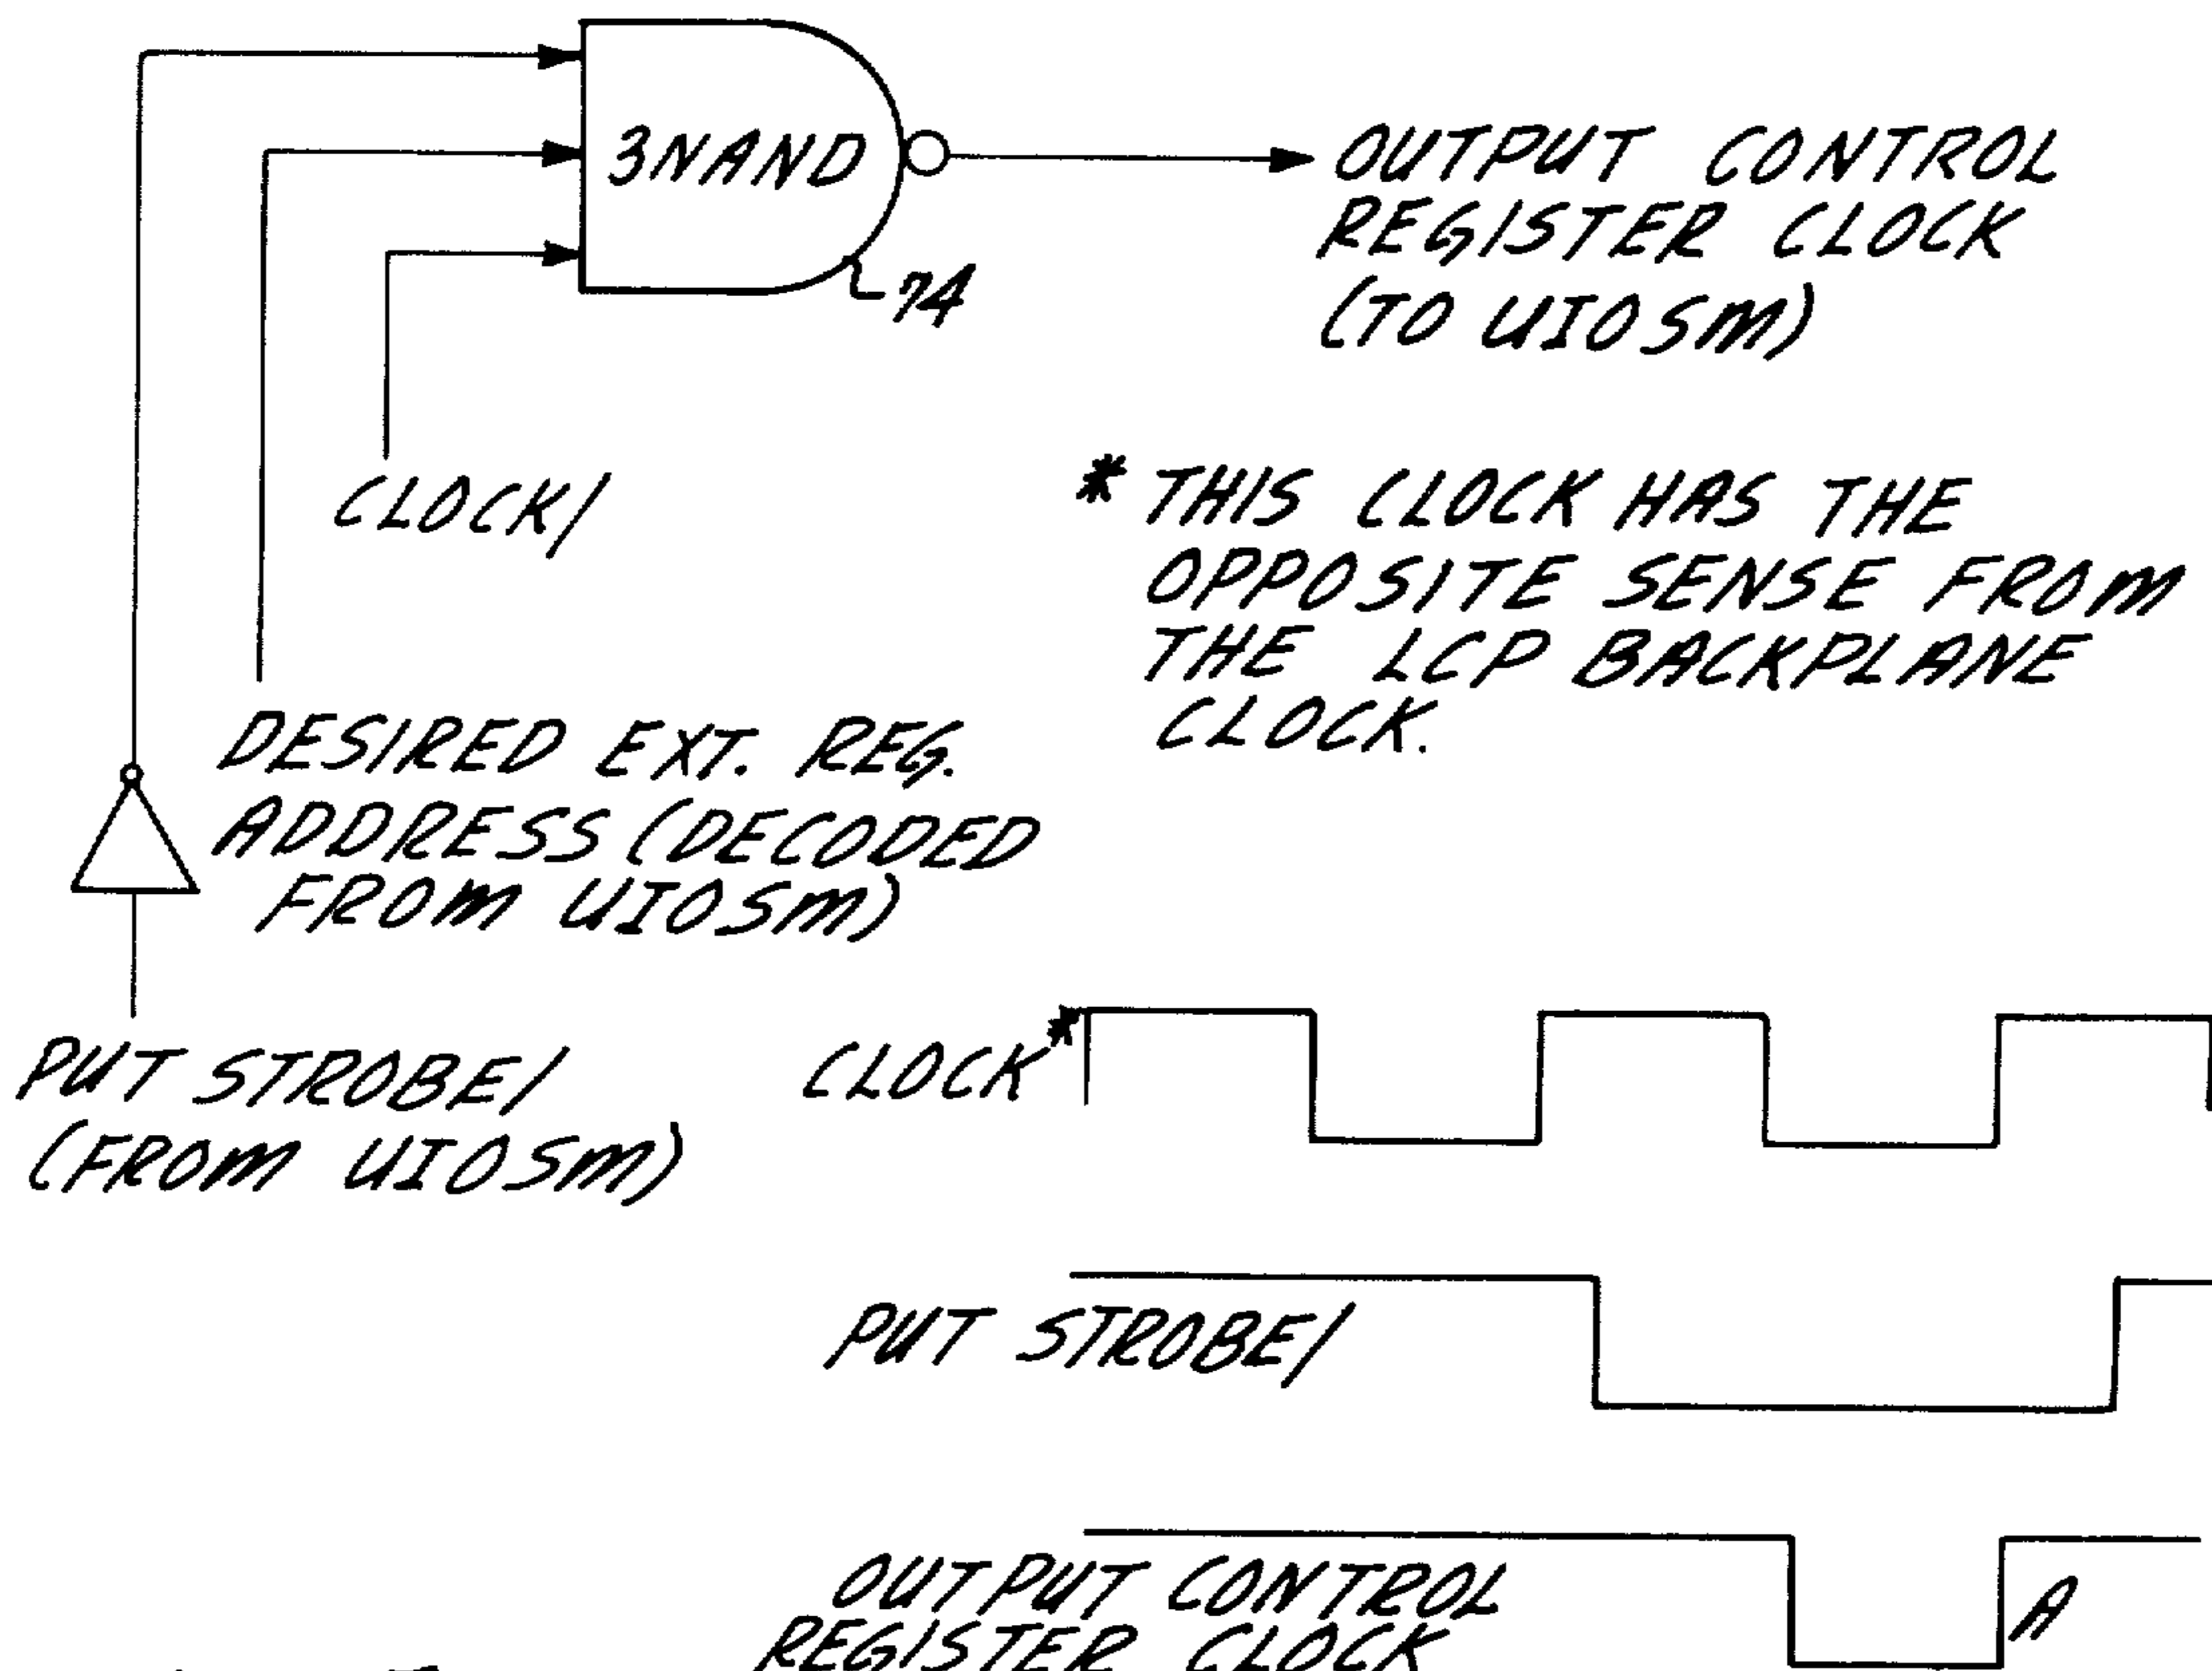 3NAND
OUTPUT CONTROL
REGISTER CLOCK
(TO UIOSM)
74
CLOCK/
* THIS CLOCK HAS THE
OPPOSITE SENSE FROM
THE LCP BACKPLANE
CLOCK.
DESIRED EXT. REG.
ADDRESS (DECODED
FROM UIOSM)
PUT STROBE/
(FROM UIOSM)
CLOCK*
PUT STROBE/
OUTPUT CONTROL
REGISTER CLOCK
A